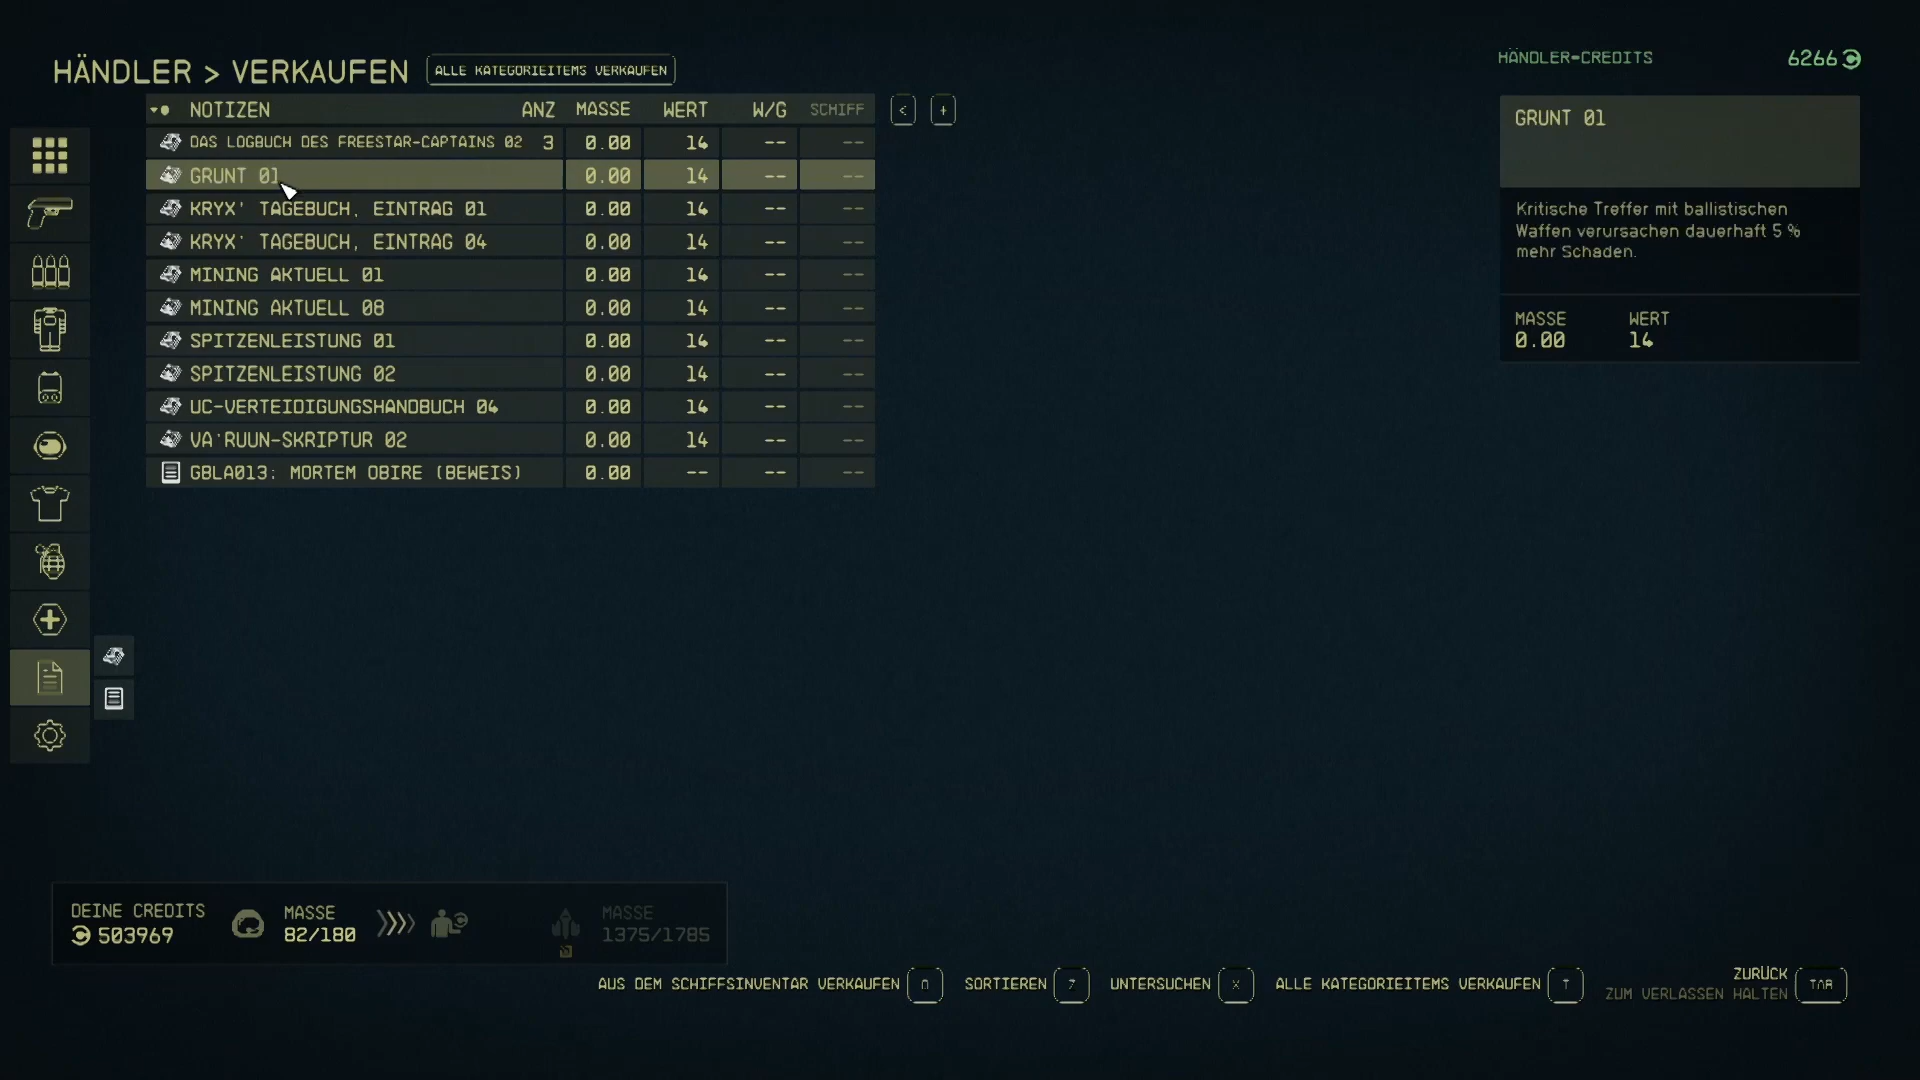 HÄNDLER > VERKAUFEN
ALLE KATEGORIEITEMS VERKAUFEN
HÄNDLER-CREDITS 6266
NOTIZEN ANZ MASSE WERT W/G SCHIFF < +
DAS LOGBUCH DES FREESTAR-CAPTAINS 02 3 0.00 14 -- --
GRUNT 01 0.00 14 -- --
KRYX' TAGEBUCH, EINTRAG 01 0.00 14 -- --
KRYX' TAGEBUCH, EINTRAG 04 0.00 14 -- --
MINING AKTUELL 01 0.00 14 -- --
MINING AKTUELL 08 0.00 14 -- --
SPITZENLEISTUNG 01 0.00 14 -- --
SPITZENLEISTUNG 02 0.00 14 -- --
UC-VERTEIDIGUNGSHANDBUCH 04 0.00 14 -- --
VA'RUUN-SKRIPTUR 02 0.00 14 -- --
GBLA013: MORTEM OBIRE (BEWEIS) 0.00 -- -- --
GRUNT 01
Kritische Treffer mit ballistischen
Waffen verursachen dauerhaft 5 %
mehr Schaden.
MASSE WERT
0.00 14
DEINE CREDITS
503969
MASSE
82/180
MASSE
1375/1785
AUS DEM SCHIFFSINVENTAR VERKAUFEN
SORTIEREN
UNTERSUCHEN X
ALLE KATEGORIEITEMS VERKAUFEN T
ZURÜCK
ZUM VERLASSEN HALTEN
TAB